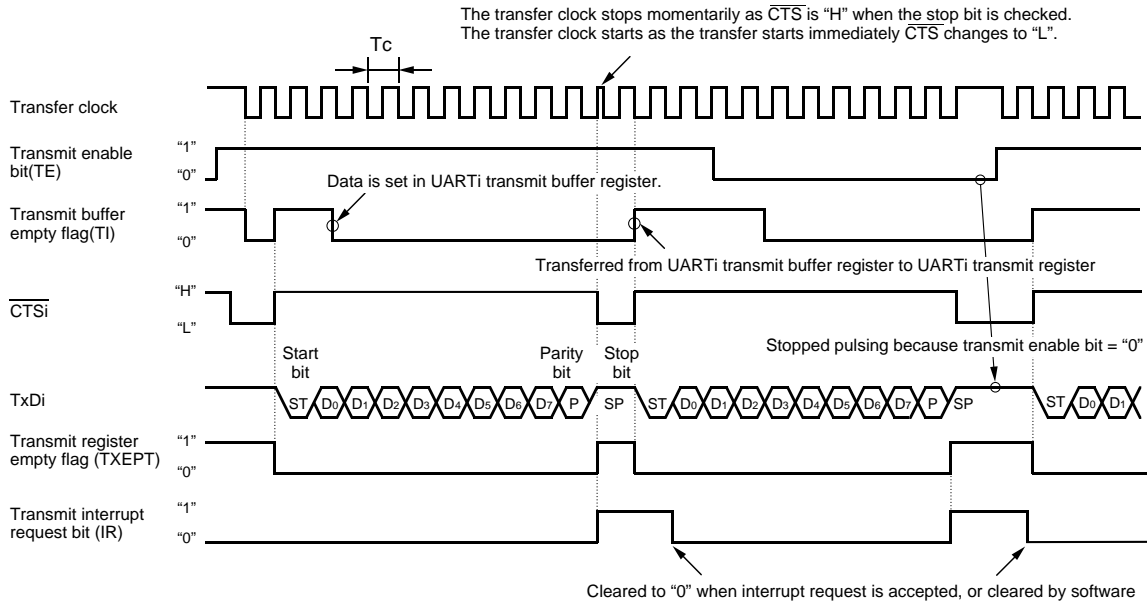 The transfer clock stops momentarily as CTS is “H” when the stop bit is checked.
The transfer clock starts as the transfer starts immediately CTS changes to “L”.
Tc
Transfer clock
Transmit enable
bit(TE)
“1”
“0”
Data is set in UARTi transmit buffer register.
Transmit buffer
empty flag(TI)
“1”
“0”
Transferred from UARTi transmit buffer register to UARTi transmit register
CTSi
“H”
“L”
Stopped pulsing because transmit enable bit = “0”
Start
bit
Parity
bit
Stop
bit
TxDi
ST D0 D1 D2 D3 D4 D5 D6 D7 P SP ST D0 D1 D2 D3 D4 D5 D6 D7 P SP ST D0 D1
Transmit register
empty flag (TXEPT)
“1”
“0”
Transmit interrupt
request bit (IR)
“1”
“0”
Cleared to “0” when interrupt request is accepted, or cleared by software